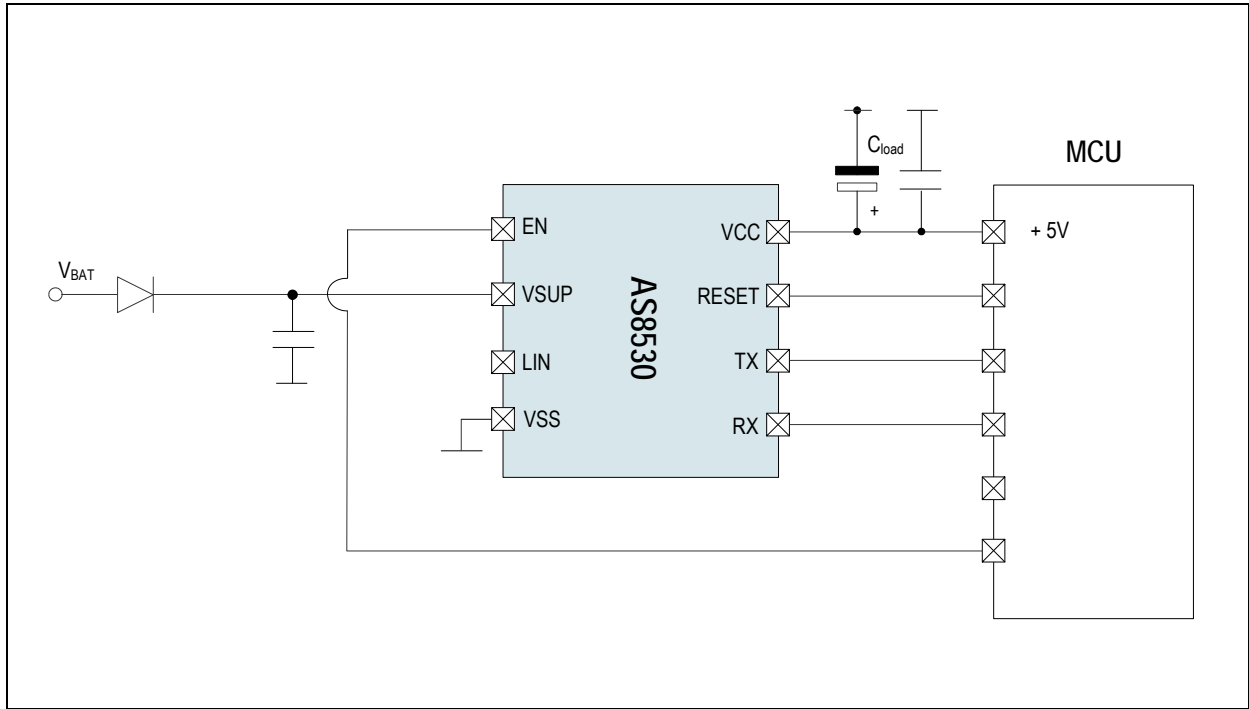 Cload
MCU
EN
VCC
+
+ 5V
VBAT
VSUP
AS8530
RESET
LIN
TX
VSS
RX